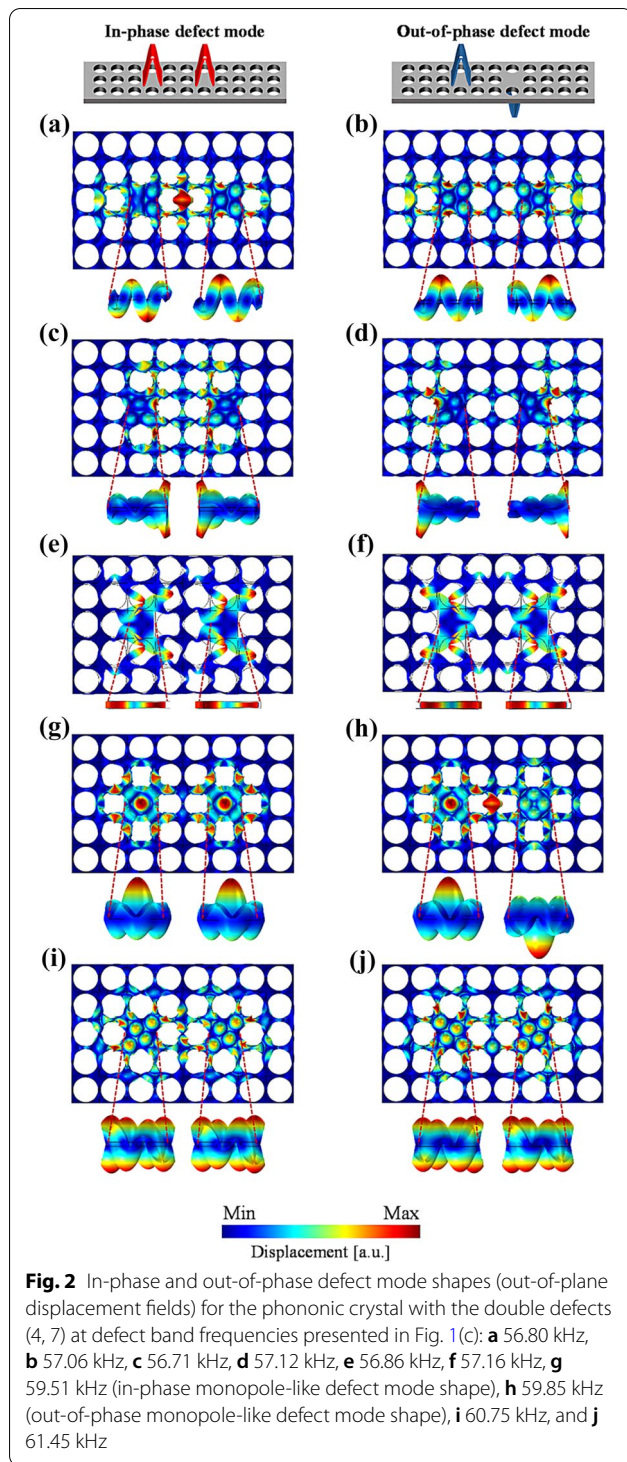 In-phase defect mode
Out-of-phase defect mode
(a)
(b)
(c)
(d)
(e)
(f)
(g)
(h)
(i)
(j)
Min
Max
Displacement [a.u.]
Fig. 2 In-phase and out-of-phase defect mode shapes (out-of-plane
displacement fields) for the phononic crystal with the double defects
(4, 7) at defect band frequencies presented in Fig. 1(c): a 56.80 kHz,
b 57.06 kHz, c 56.71 kHz, d 57.12 kHz, e 56.86 kHz, f 57.16 kHz, g
59.51 kHz (in-phase monopole-like defect mode shape), h 59.85 kHz
(out-of-phase monopole-like defect mode shape), i 60.75 kHz, and j
61.45 kHz